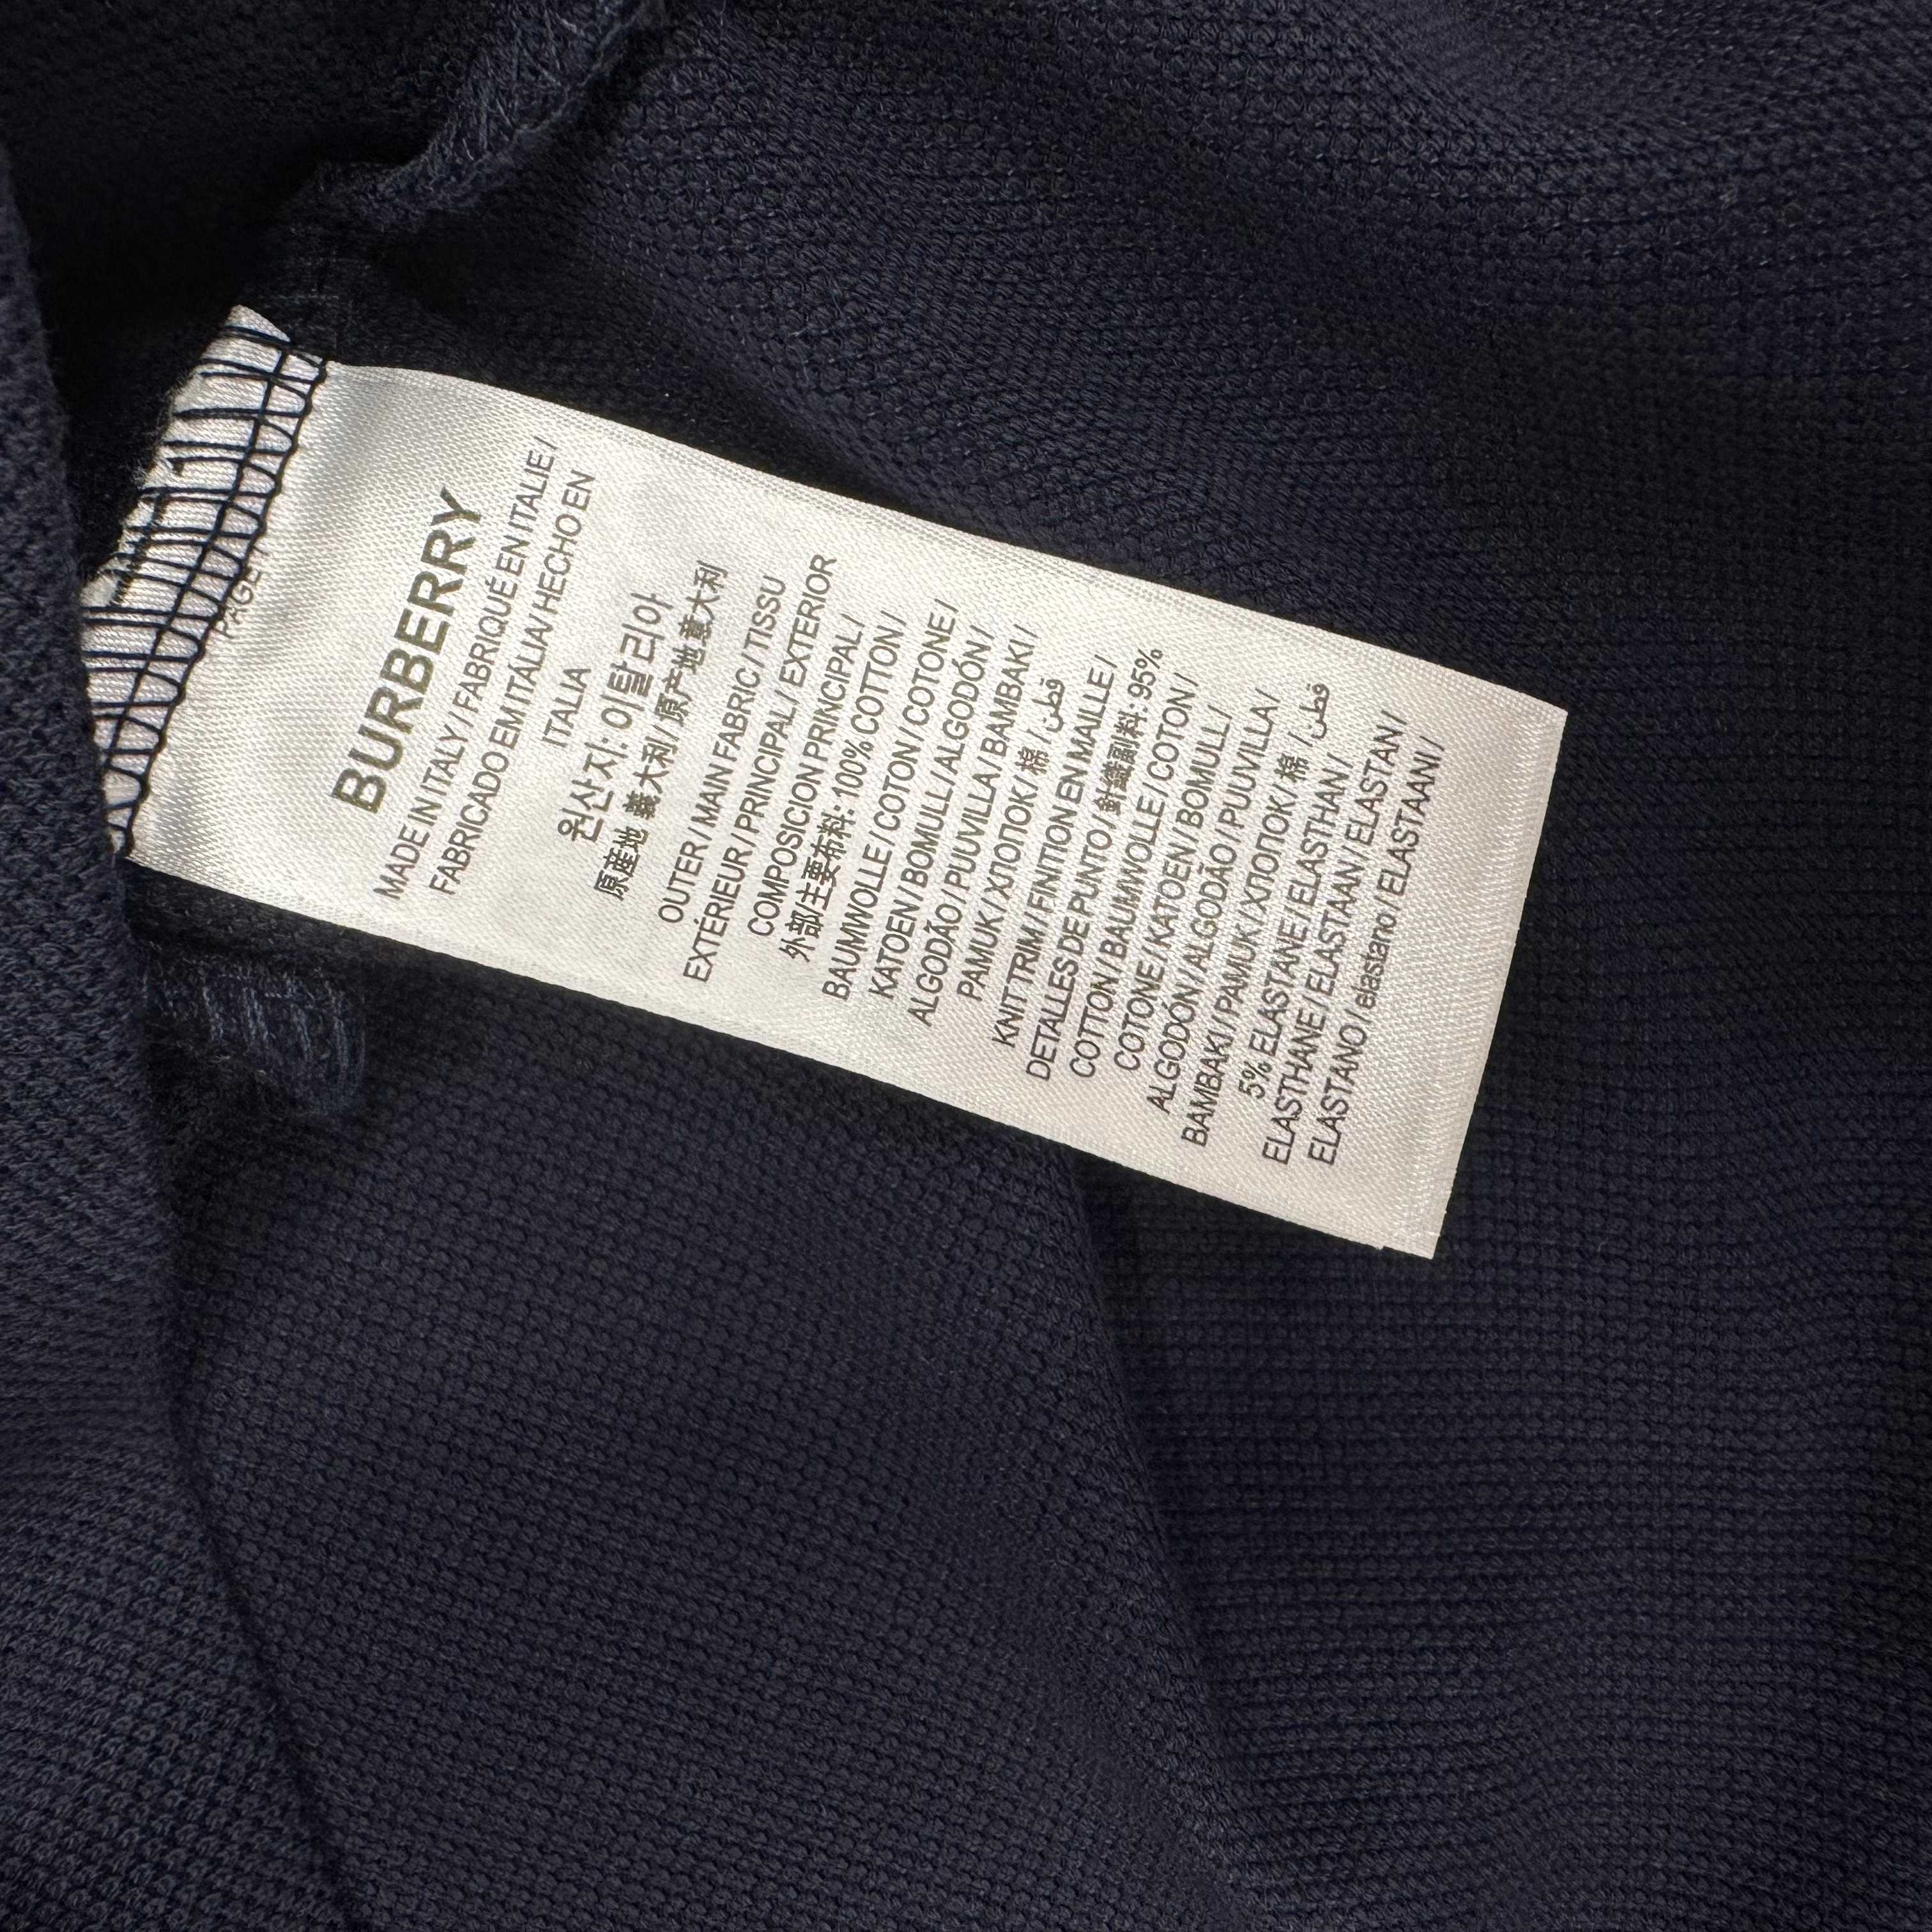 PAGE 1
BURBERRY
MADE IN ITALY / FABRIQUÉ EN ITALIE /
FABRICADO EM ITÁLIA / HECHO EN
ITALIA
원산지: 이탈리아
原産地 義大利 / 原产地 意大利
OUTER / MAIN FABRIC / TISSU
EXTÉRIEUR / PRINCIPAL / EXTERIOR
COMPOSICION PRINCIPAL /
外部/主要布料: 100% COTTON /
BAUMWOLLE / COTON / COTONE /
KATOEN / BOMULL / ALGODÓN /
ALGODÃO / PUUVILLA / BAMBAKI /
PAMUK / ХЛОПОК / 棉 / قطن
KNIT TRIM / FINITION EN MAILLE /
DETALLES DE PUNTO / 針織副料: 95%
COTTON / BAUMWOLLE / COTON /
COTONE / KATOEN / BOMULL /
ALGODÓN / ALGODÃO / PUUVILLA /
BAMBAKI / PAMUK / ХЛОПОК / 棉 / قطن
5% ELASTANE / ELASTHAN /
ELASTHANE / ELASTAAN / ELASTAN /
ELASTANO / elastano / ELASTAANI /